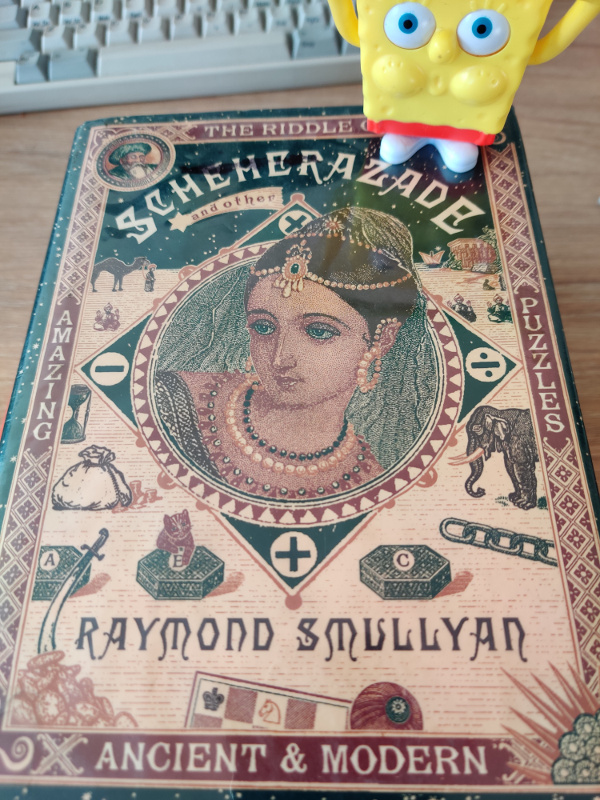 THE RIDDLE
SCHEHERAZADE
and other
AMAZING
PUZZLES
A
B
C
RAYMOND SMULLYAN
ANCIENT & MODERN